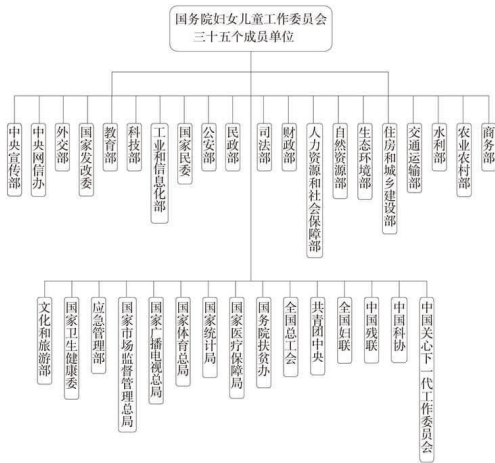 国务院妇女儿童工作委员会
三十五个成员单位
中央宣传部
中央网信办
外交部
国家发改委
教育部
科技部
工业和信息化部
国家民委
公安部
民政部
司法部
财政部
人力资源和社会保障部
自然资源部
生态环境部
住房和城乡建设部
交通运输部
水利部
农业农村部
商务部
文化和旅游部
国家卫生健康委
应急管理部
国家市场监督管理总局
国家广播电视总局
国家体育总局
国家统计局
国家医疗保障局
国务院扶贫办
全国总工会
共青团中央
全国妇联
中国残联
中国科协
中国关心下一代工作委员会